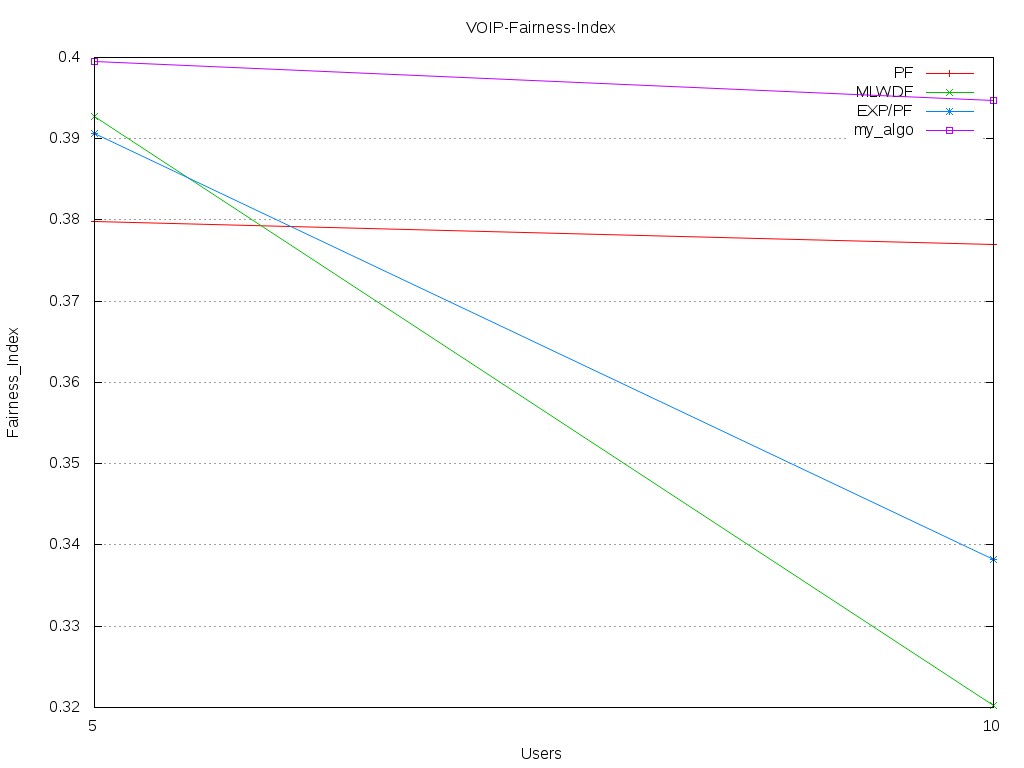 VOIP-Fairness-Index
0.4
0.39
0.38
0.37
0.36
0.35
0.34
0.33
0.32
5
10
Fairness_Index
Users
PF
MLWDF
EXP/PF
my_algo